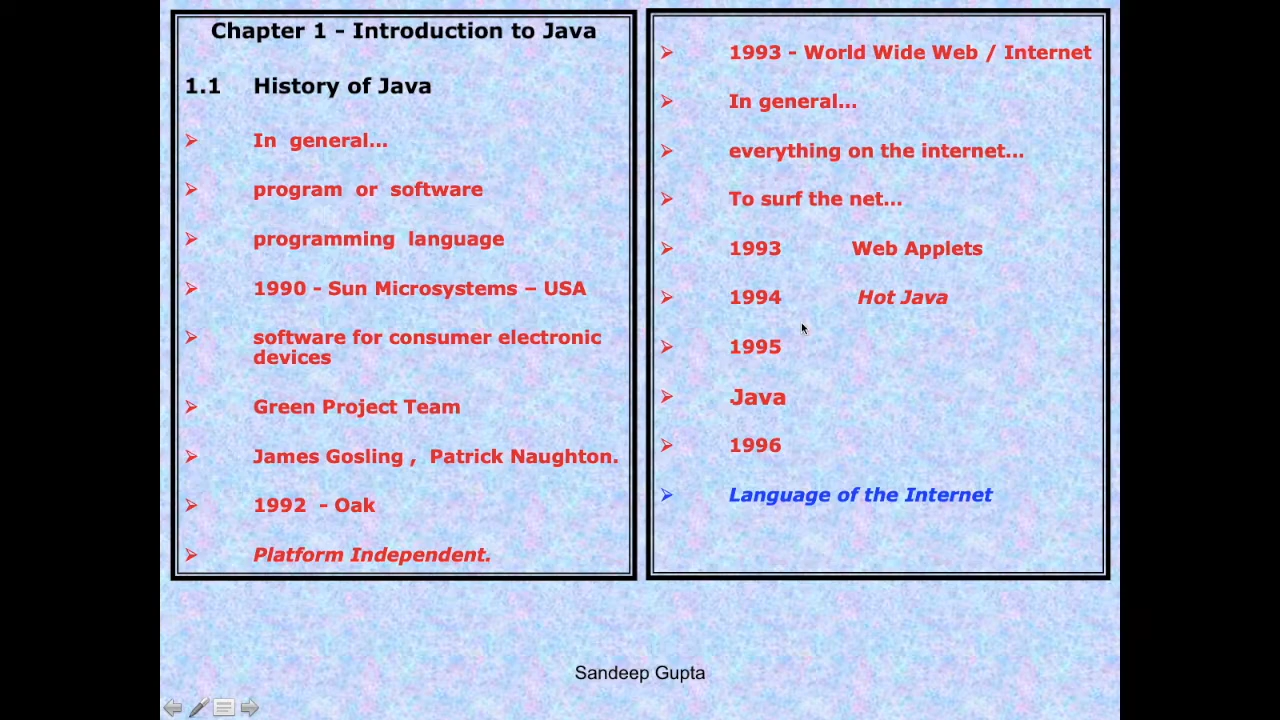 Chapter 1 - Introduction to Java
1.1 History of Java
In general...
program or software
programming language
1990 - Sun Microsystems – USA
software for consumer electronic
devices
Green Project Team
James Gosling , Patrick Naughton.
1992 - Oak
Platform Independent.
1993 - World Wide Web / Internet
In general...
everything on the internet...
To surf the net...
1993 Web Applets
1994 Hot Java
1995
Java
1996
Language of the Internet
Sandeep Gupta